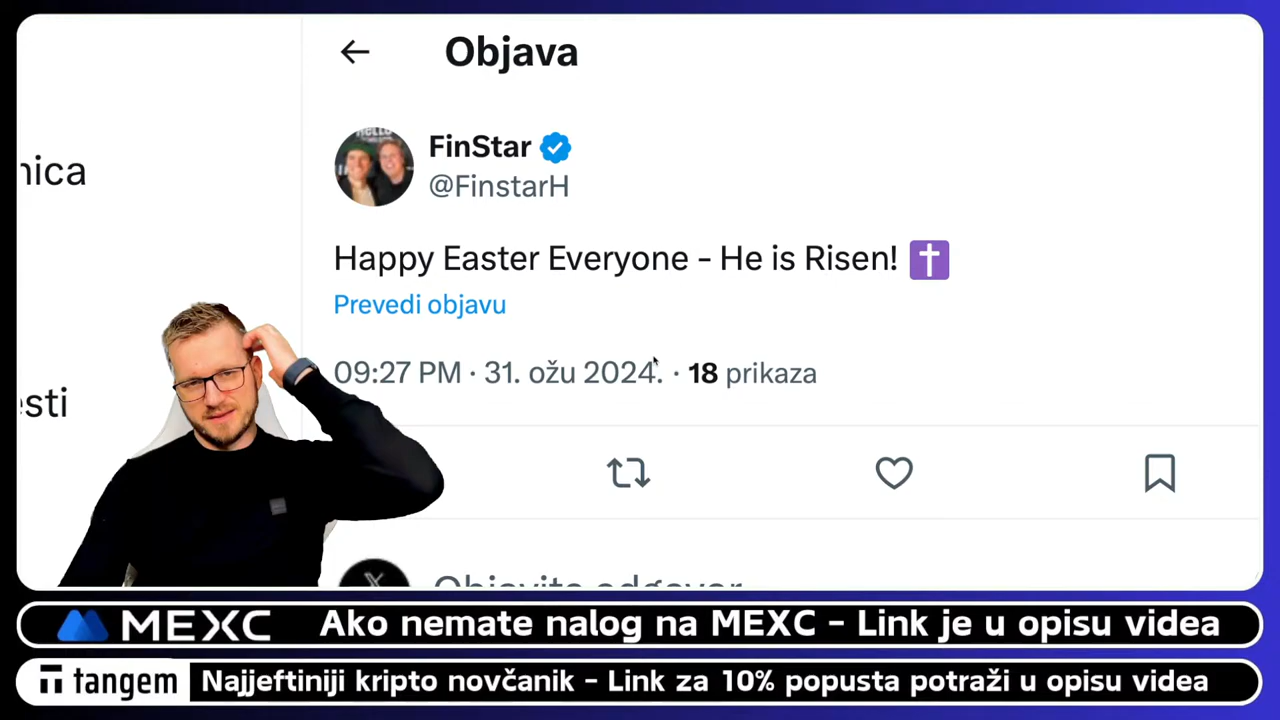 Objava
nica
FinStar
@FinstarH
Happy Easter Everyone - He is Risen!
Prevedi objavu
09:27 PM · 31. ožu 2024. · 18 prikaza
esti
Objavite odgovor
MEXC Ako nemate nalog na MEXC - Link je u opisu videa
tangem Najjeftiniji kripto novčanik - Link za 10% popusta potraži u opisu videa